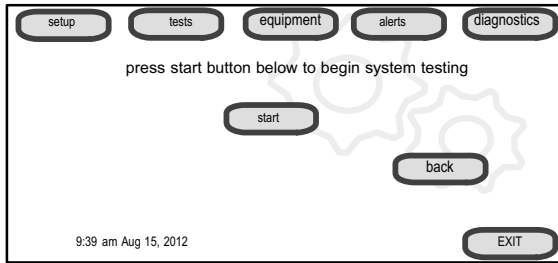 setup tests equipment alerts diagnostics
press start button below to begin system testing
start
back
9:39 am Aug 15, 2012 EXIT